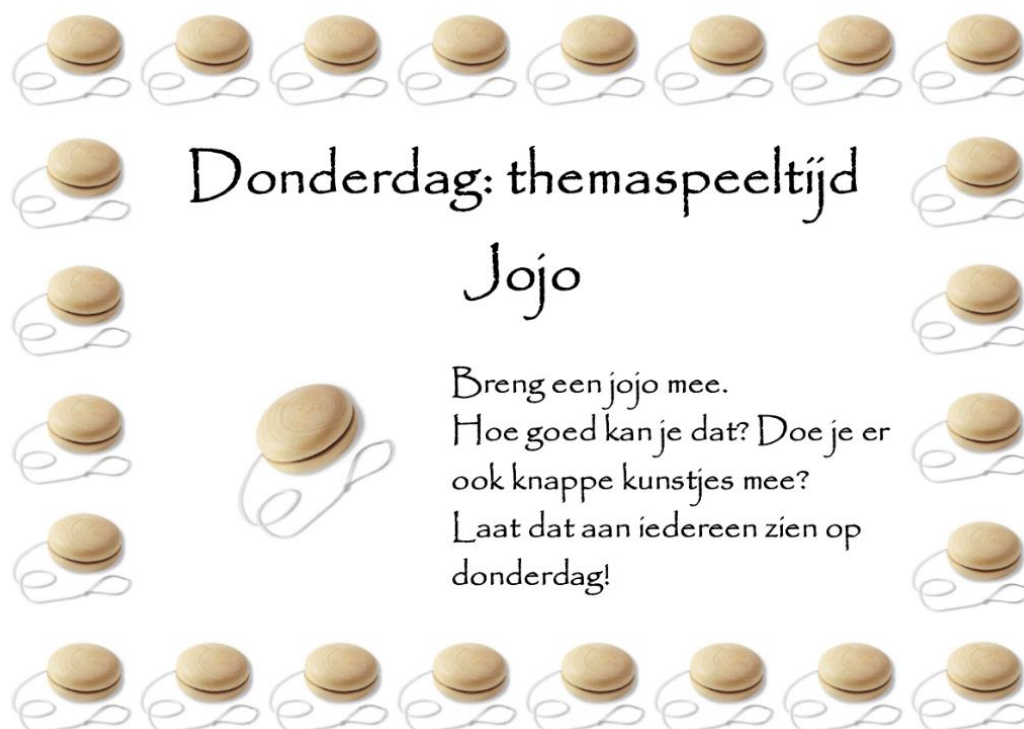 Donderdag: themaspeeltijd
Jojo
Breng een jojo mee.
Hoe goed kan je dat? Doe je er
ook knappe kunstjes mee?
Laat dat aan iedereen zien op
donderdag!